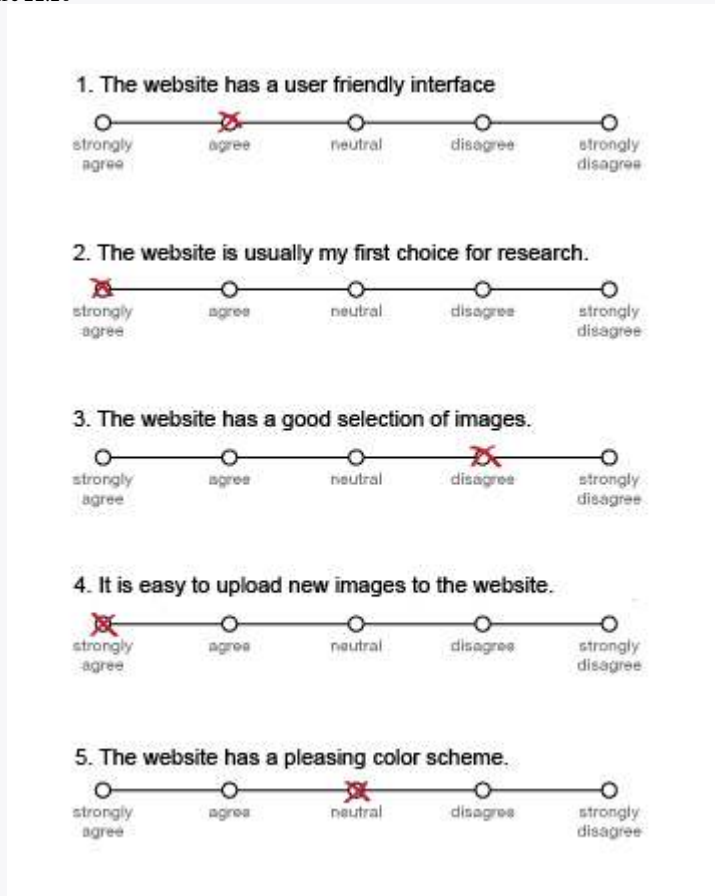 1. The website has a user friendly interface
strongly agree neutral disagree strongly
agree disagree
2. The website is usually my first choice for research.
strongly agree neutral disagree strongly
agree disagree
3. The website has a good selection of images.
strongly agree neutral disagree strongly
agree disagree
4. It is easy to upload new images to the website.
strongly agree neutral disagree strongly
agree disagree
5. The website has a pleasing color scheme.
strongly agree neutral disagree strongly
agree disagree